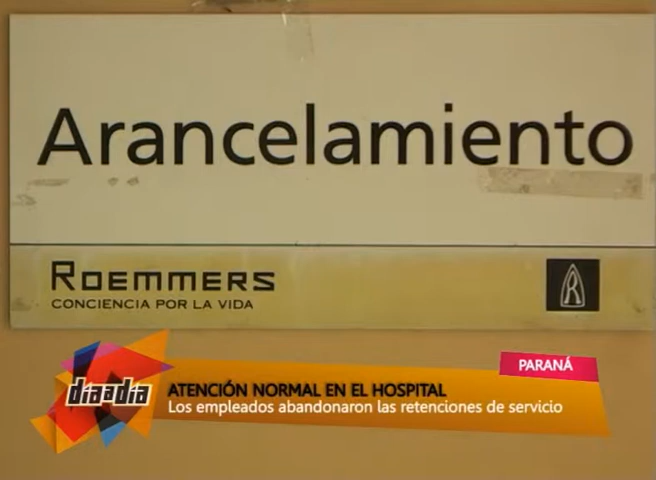 Arancelamiento
ROEMMERS
CONCIENCIA POR LA VIDA
R
PARANÁ
díaadía
ATENCIÓN NORMAL EN EL HOSPITAL
Los empleados abandonaron las retenciones de servicio